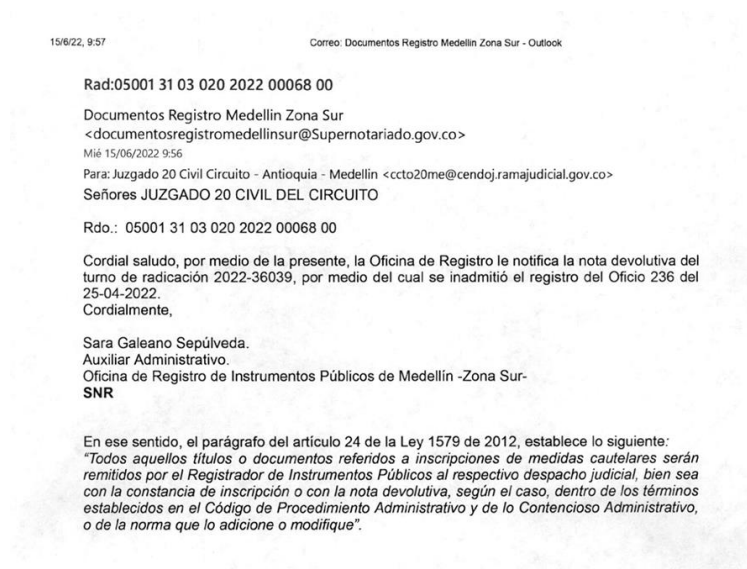 15/6/22, 9:57 Correo: Documentos Registro Medellin Zona Sur - Outlook
Rad:05001 31 03 020 2022 00068 00
Documentos Registro Medellin Zona Sur
<documentosregistromedellinsur@Supernotariado.gov.co>
Mié 15/06/2022 9:56
Para: Juzgado 20 Civil Circuito - Antioquia - Medellin <ccto20me@cendoj.ramajudicial.gov.co>
Señores JUZGADO 20 CIVIL DEL CIRCUITO
Rdo.: 05001 31 03 020 2022 00068 00
Cordial saludo, por medio de la presente, la Oficina de Registro le notifica la nota devolutiva del
turno de radicación 2022-36039, por medio del cual se inadmitió el registro del Oficio 236 del
25-04-2022.
Cordialmente,
Sara Galeano Sepúlveda.
Auxiliar Administrativo.
Oficina de Registro de Instrumentos Públicos de Medellín -Zona Sur-
SNR
En ese sentido, el parágrafo del artículo 24 de la Ley 1579 de 2012, establece lo siguiente:
“Todos aquellos títulos o documentos referidos a inscripciones de medidas cautelares serán
remitidos por el Registrador de Instrumentos Públicos al respectivo despacho judicial, bien sea
con la constancia de inscripción o con la nota devolutiva, según el caso, dentro de los términos
establecidos en el Código de Procedimiento Administrativo y de lo Contencioso Administrativo,
o de la norma que lo adicione o modifique”.